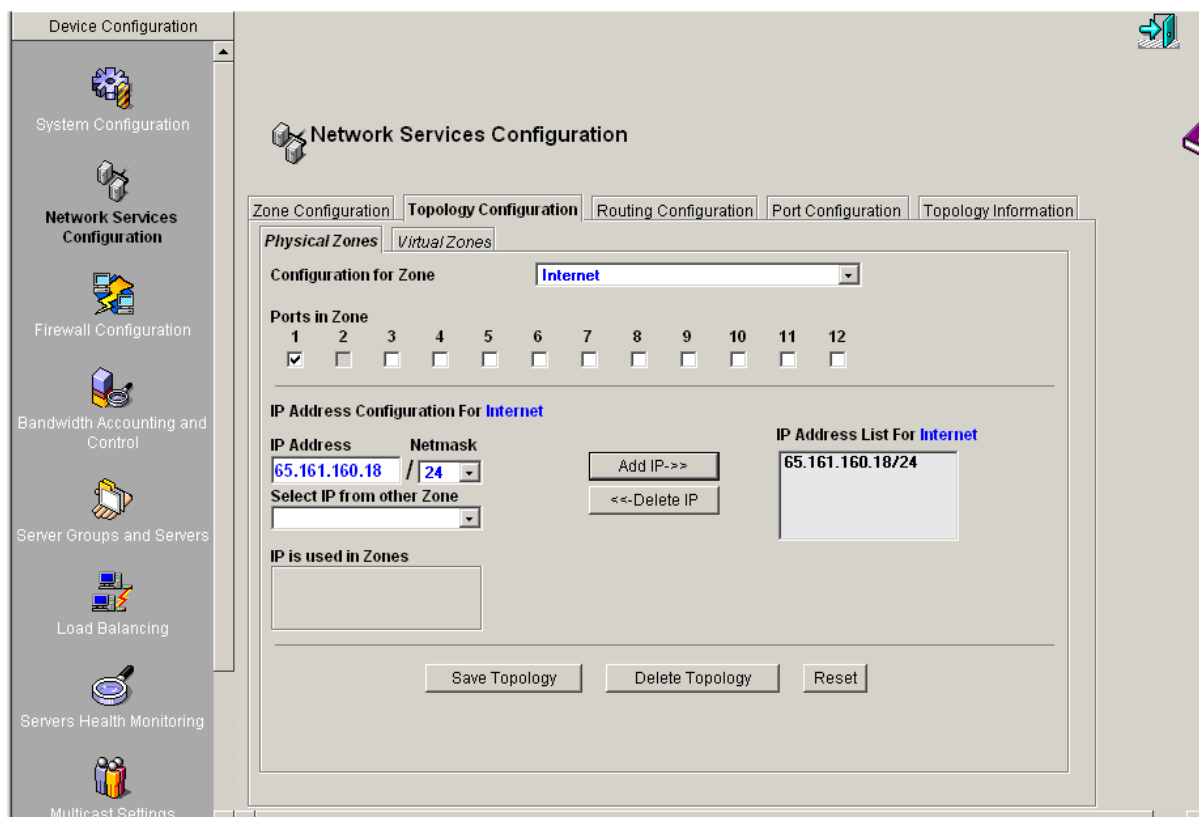 Device Configuration
System Configuration
Network Services
Configuration
Firewall Configuration
Bandwidth Accounting and
Control
Server Groups and Servers
Load Balancing
Servers Health Monitoring
Multicast Settings
Network Services Configuration
Zone Configuration
Topology Configuration
Routing Configuration
Port Configuration
Topology Information
Physical Zones
Virtual Zones
Configuration for Zone
Internet
Ports in Zone
1 2 3 4 5 6 7 8 9 10 11 12
IP Address Configuration For Internet
IP Address
Netmask
65.161.160.18 / 24
Select IP from other Zone
IP is used in Zones
Add IP->>
<<-Delete IP
IP Address List For Internet
65.161.160.18/24
Save Topology
Delete Topology
Reset